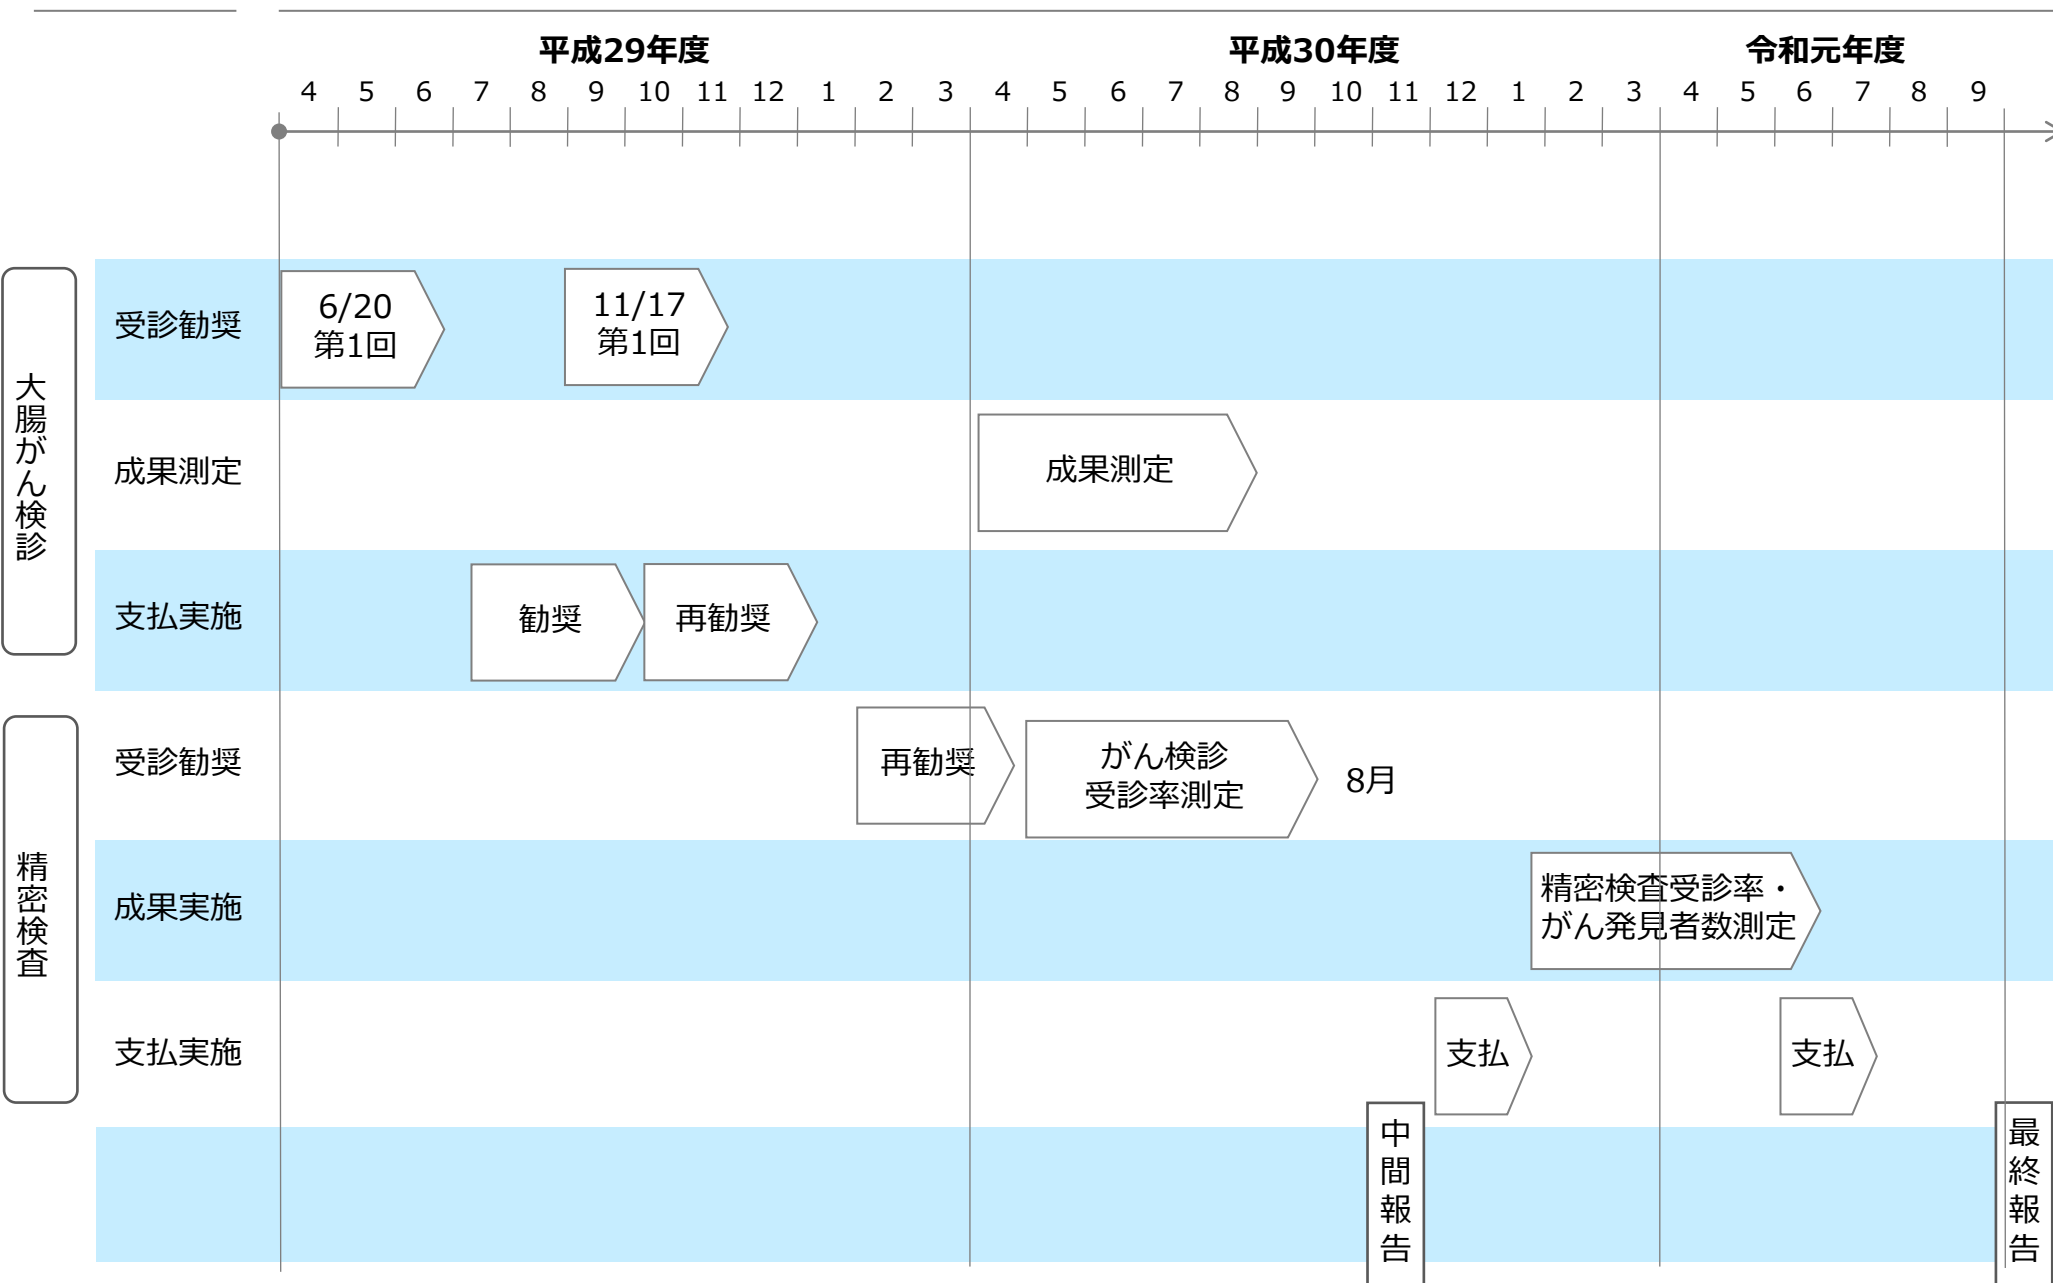 平成29年度 平成30年度 令和元年度
4 5 6 7 8 9 10 11 12 1 2 3 4 5 6 7 8 9 10 11 12 1 2 3 4 5 6 7 8 9
大腸がん検診
受診勧奨
6/20
第1回
11/17
第1回
成果測定
成果測定
支払実施
勧奨
再勧奨
精密検査
受診勧奨
再勧奨
がん検診
受診率測定
8月
成果実施
精密検査受診率・
がん発見者数測定
支払実施
支払
支払
中間報告
最終報告